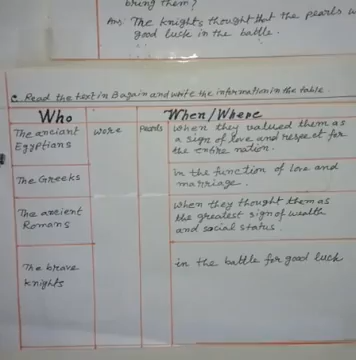 bring them?
Ans. The knights thought that the pearls
good luck in the battle.
C. Read the text in B again and write the information in the table.
Who When/Where
The ancient Egyptians wore Pearls when they valued them as
a sign of love and respect for
the entire nation.
The Greeks in the function of love and
marriage.
The ancient Romans when they thought them as
the greatest sign of wealth
and social status.
The brave knights in the battle for good luck